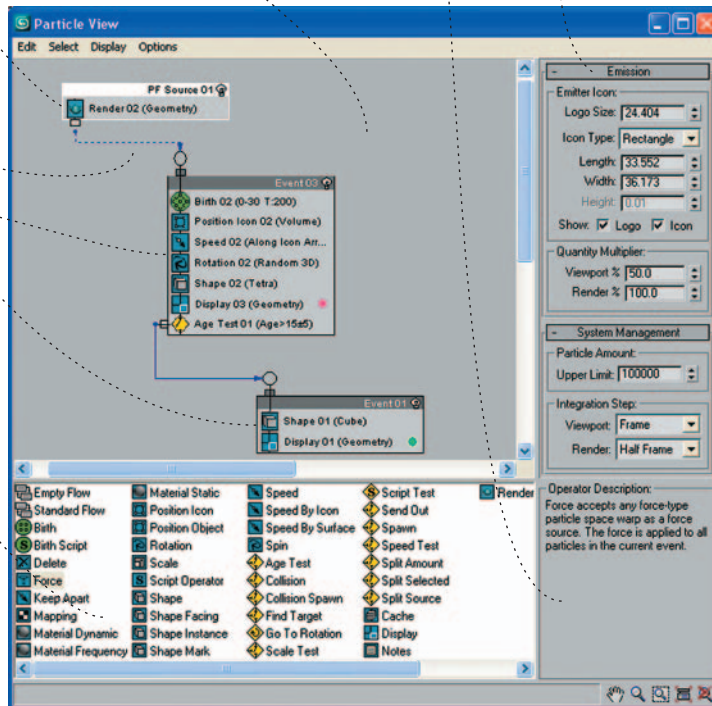 Particle View
Edit Select Display Options
PF Source 01
Render 02 (Geometry)
Event 03
Birth 02 (0-30 T:200)
Position Icon 02 (Volume)
Speed 02 (Along Icon Arr...
Rotation 02 (Random 3D)
Shape 02 (Tetra)
Display 03 (Geometry)
Age Test 01 (Age>15±5)
Event 01
Shape 01 (Cube)
Display 01 (Geometry)
- Emission
Emitter Icon:
Logo Size: 24.404
Icon Type: Rectangle
Length: 33.552
Width: 36.173
Height: 0.01
Show: Logo Icon
Quantity Multiplier:
Viewport % 50.0
Render % 100.0
- System Management
Particle Amount:
Upper Limit: 100000
Integration Step:
Viewport: Frame
Render: Half Frame
Empty Flow
Standard Flow
Birth
Birth Script
Delete
Force
Keep Apart
Mapping
Material Dynamic
Material Frequency
Material Static
Position Icon
Position Object
Rotation
Scale
Script Operator
Shape
Shape Facing
Shape Instance
Shape Mark
Speed
Speed By Icon
Speed By Surface
Spin
Age Test
Collision
Collision Spawn
Find Target
Go To Rotation
Scale Test
Script Test
Send Out
Spawn
Speed Test
Split Amount
Split Selected
Split Source
Cache
Display
Notes
Render
Operator Description:
Force accepts any force-type
particle space warp as a force
source. The force is applied to all
particles in the current event.